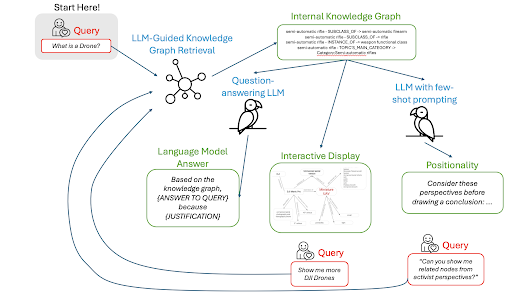 Start Here!
Query
What is a Drone?
LLM-Guided Knowledge
Graph Retrieval
Internal Knowledge Graph
semi-automatic rifle - SUBCLASS_OF -> semi-automatic firearm
semi-automatic rifle - SUBCLASS_OF -> rifle
semi-automatic rifle - INSTANCE_OF -> weapon functional class
semi-automatic rifle - TOPIC'S_MAIN_CATEGORY ->
Category:Semi-automatic rifles
Question-
answering LLM
LLM with few-
shot prompting
Language Model
Answer
Based on the
knowledge graph,
{ANSWER TO QUERY}
because
{JUSTIFICATION}
Interactive Display
Positionality
Consider these
perspectives before
drawing a conclusion: ...
Query
Show me more
DJI Drones
Query
"Can you show me
related nodes from
activist perspectives?"